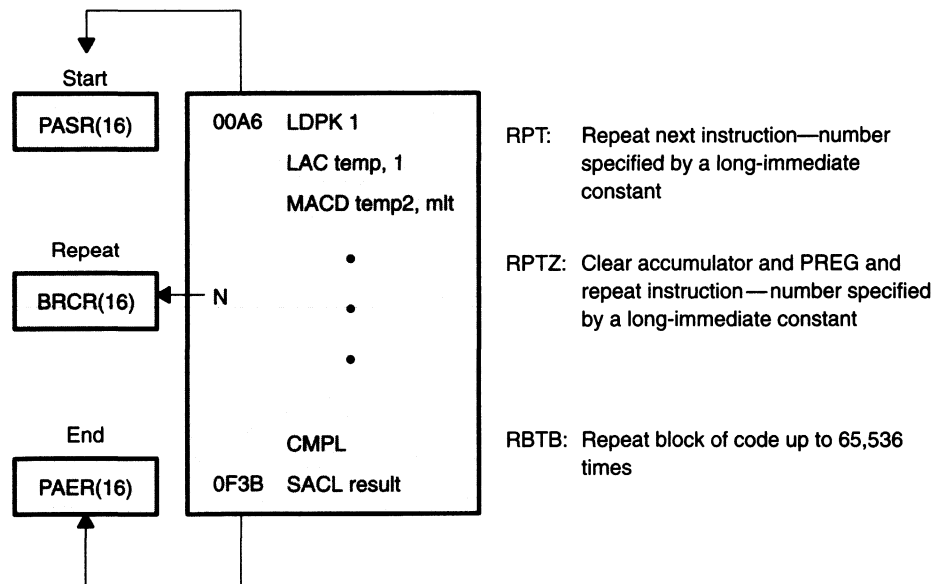 Start
PASR(16)
Repeat
BRCR(16)
End
PAER(16)
00A6 LDPK 1
LAC temp, 1
MACD temp2, mlt
•
N •
•
CMPL
0F3B SACL result
RPT: Repeat next instruction—number
specified by a long-immediate
constant
RPTZ: Clear accumulator and PREG and
repeat instruction—number specified
by a long-immediate constant
RBTB: Repeat block of code up to 65,536
times